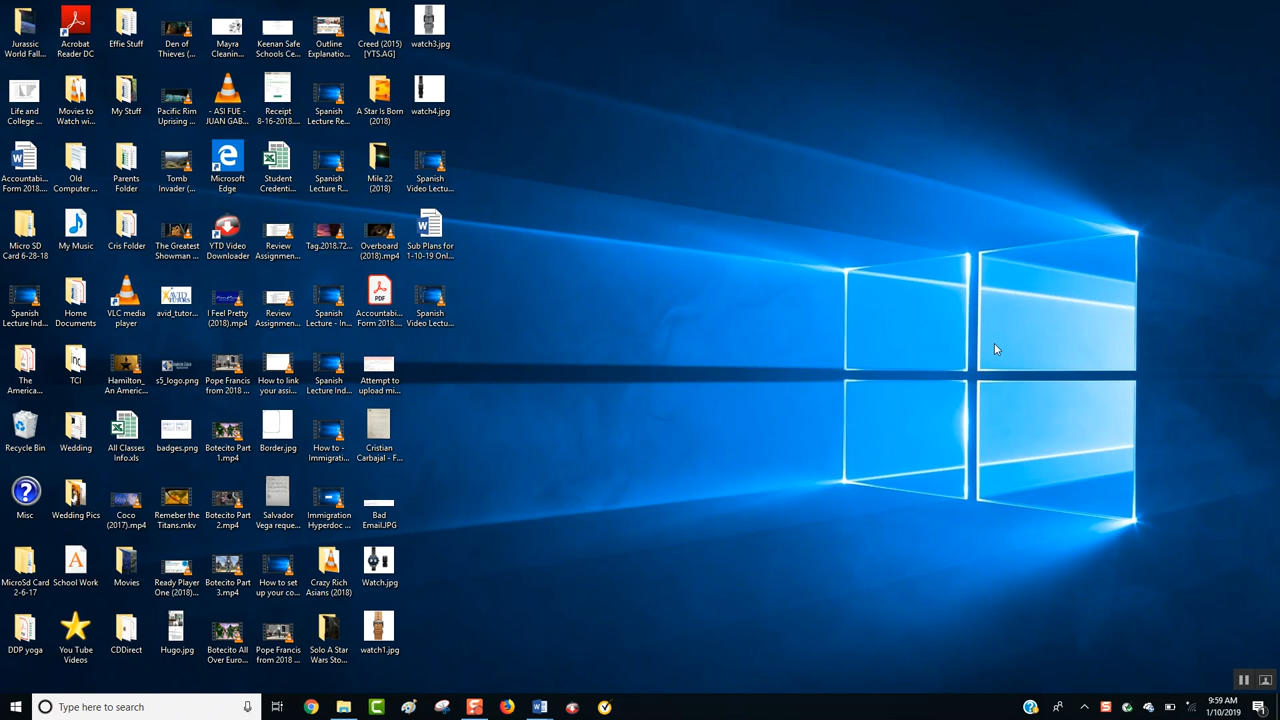 Jurassic
World Fall...
Acrobat
Reader DC
Effie Stuff
Den of
Thieves (...
Mayra
Cleanin...
Keenan Safe
Schools Ce...
Outline
Explanatio...
Creed (2015)
[YTS.AG]
watch3.jpg
Life and
College ...
Movies to
Watch wi...
My Stuff
Pacific Rim
Uprising ...
- ASI FUE -
JUAN GAB...
Receipt
8-16-2018....
Spanish
Lecture Re...
A Star Is Born
(2018)
watch4.jpg
Accountabi...
Form 2018....
Old
Computer ...
Parents
Folder
Tomb
Invader (...
Microsoft
Edge
Student
Credenti...
Spanish
Lecture R...
Mile 22
(2018)
Spanish
Video Lectu...
Micro SD
Card 6-28-18
My Music
Cris Folder
The Greatest
Showman ...
YTD Video
Downloader
Review
Assignmen...
Tag.2018.72...
Overboard
(2018).mp4
Sub Plans for
1-10-19 Onl...
Spanish
Lecture Ind...
Home
Documents
VLC media
player
avid_tutor...
I Feel Pretty
(2018).mp4
Review
Assignmen...
Spanish
Lecture - In...
PDF
Accountabi...
Form 2018....
Spanish
Video Lectu...
The
America...
TCI
Hamilton_
An Americ...
s5_logo.png
Pope Francis
from 2018 ...
How to link
your assi...
Spanish
Lecture Ind...
Attempt to
upload mi...
Recycle Bin
Wedding
All Classes
Info.xls
badges.png
Botecito Part
1.mp4
Border.jpg
How to -
Immigrati...
Cristian
Carbajal - F...
Misc
Wedding Pics
Coco
(2017).mp4
Remeber the
Titans.mkv
Botecito Part
2.mp4
Salvador
Vega reque...
Immigration
Hyperdoc ...
Bad
Email.JPG
MicroSd Card
2-6-17
School Work
Movies
Ready Player
One (2018)...
Botecito Part
3.mp4
How to set
up your co...
Crazy Rich
Asians (2018)
Watch.jpg
DDP yoga
You Tube
Videos
CDDirect
Hugo.jpg
Botecito All
Over Euro...
Pope Francis
from 2018 ...
Solo A Star
Wars Sto...
watch1.jpg
Type here to search
9:59 AM
1/10/2019